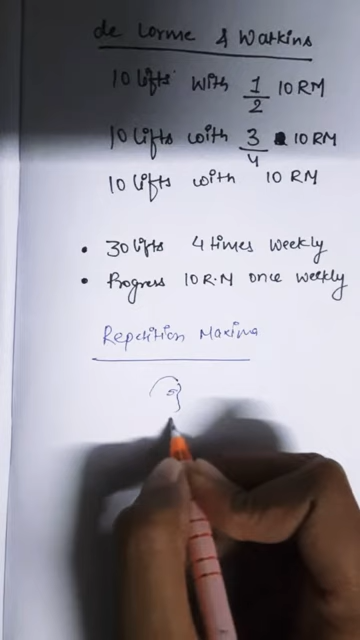 de Lorme & Watkins
10 lifts with 1/2 10 RM
10 lifts with 3/4 10 RM
10 lifts with 10 RM
• 30 lifts 4 times weekly
• Progress 10 R.M once weekly
Repetition Maxima